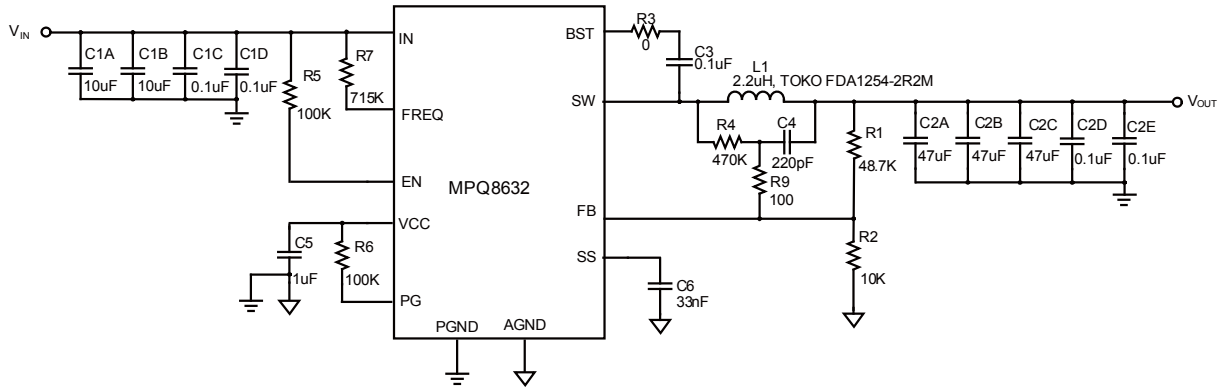 V_IN
C1A
10uF
C1B
10uF
C1C
0.1uF
C1D
0.1uF
R5
100K
R7
715K
IN
FREQ
EN
VCC
PG
C5
1uF
R6
100K
MPQ8632
PGND
AGND
BST
SW
FB
SS
R3
0
C3
0.1uF
L1
2.2uH, TOKO FDA1254-2R2M
R4
470K
C4
220pF
R9
100
R1
48.7K
R2
10K
C6
33nF
C2A
47uF
C2B
47uF
C2C
47uF
C2D
0.1uF
C2E
0.1uF
V_OUT